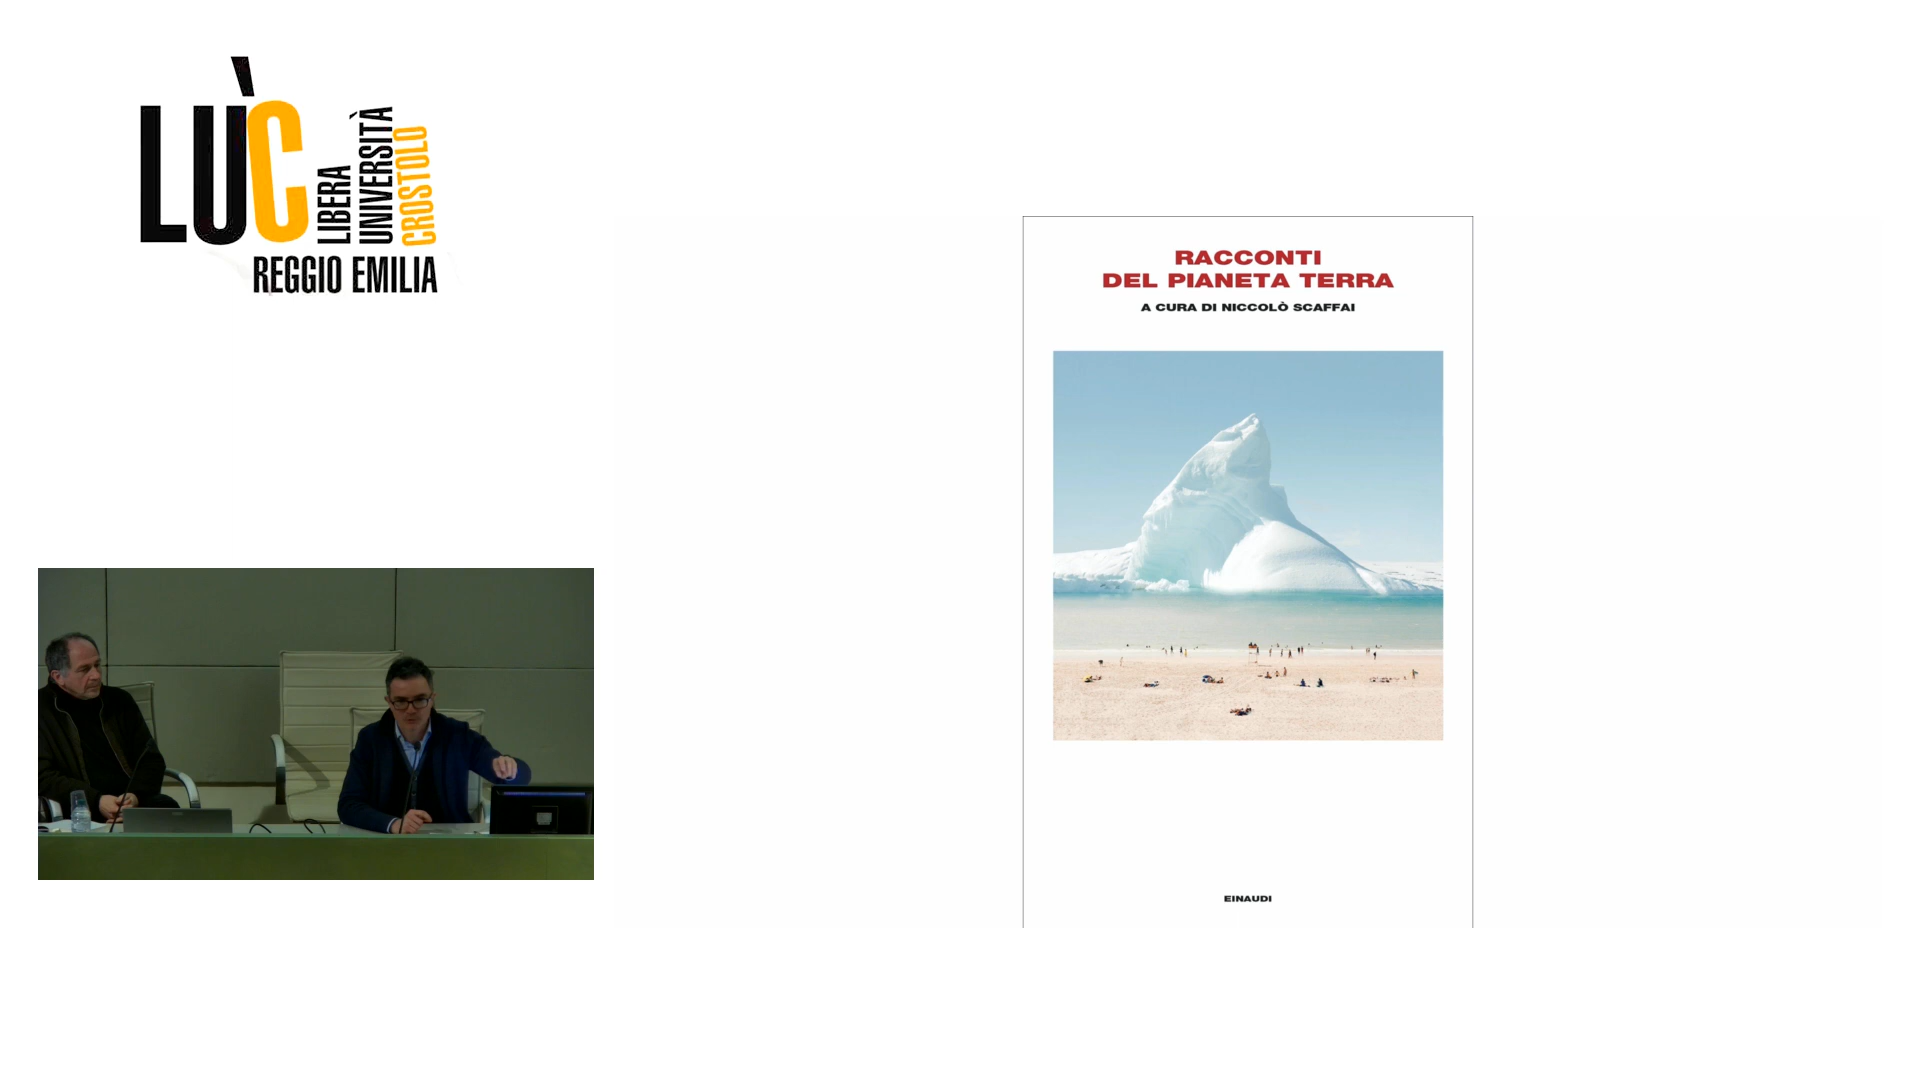 LÙC
LIBERA
UNIVERSITÀ
CROSTOLO
REGGIO EMILIA
RACCONTI
DEL PIANETA TERRA
A CURA DI NICCOLÒ SCAFFAI
EINAUDI